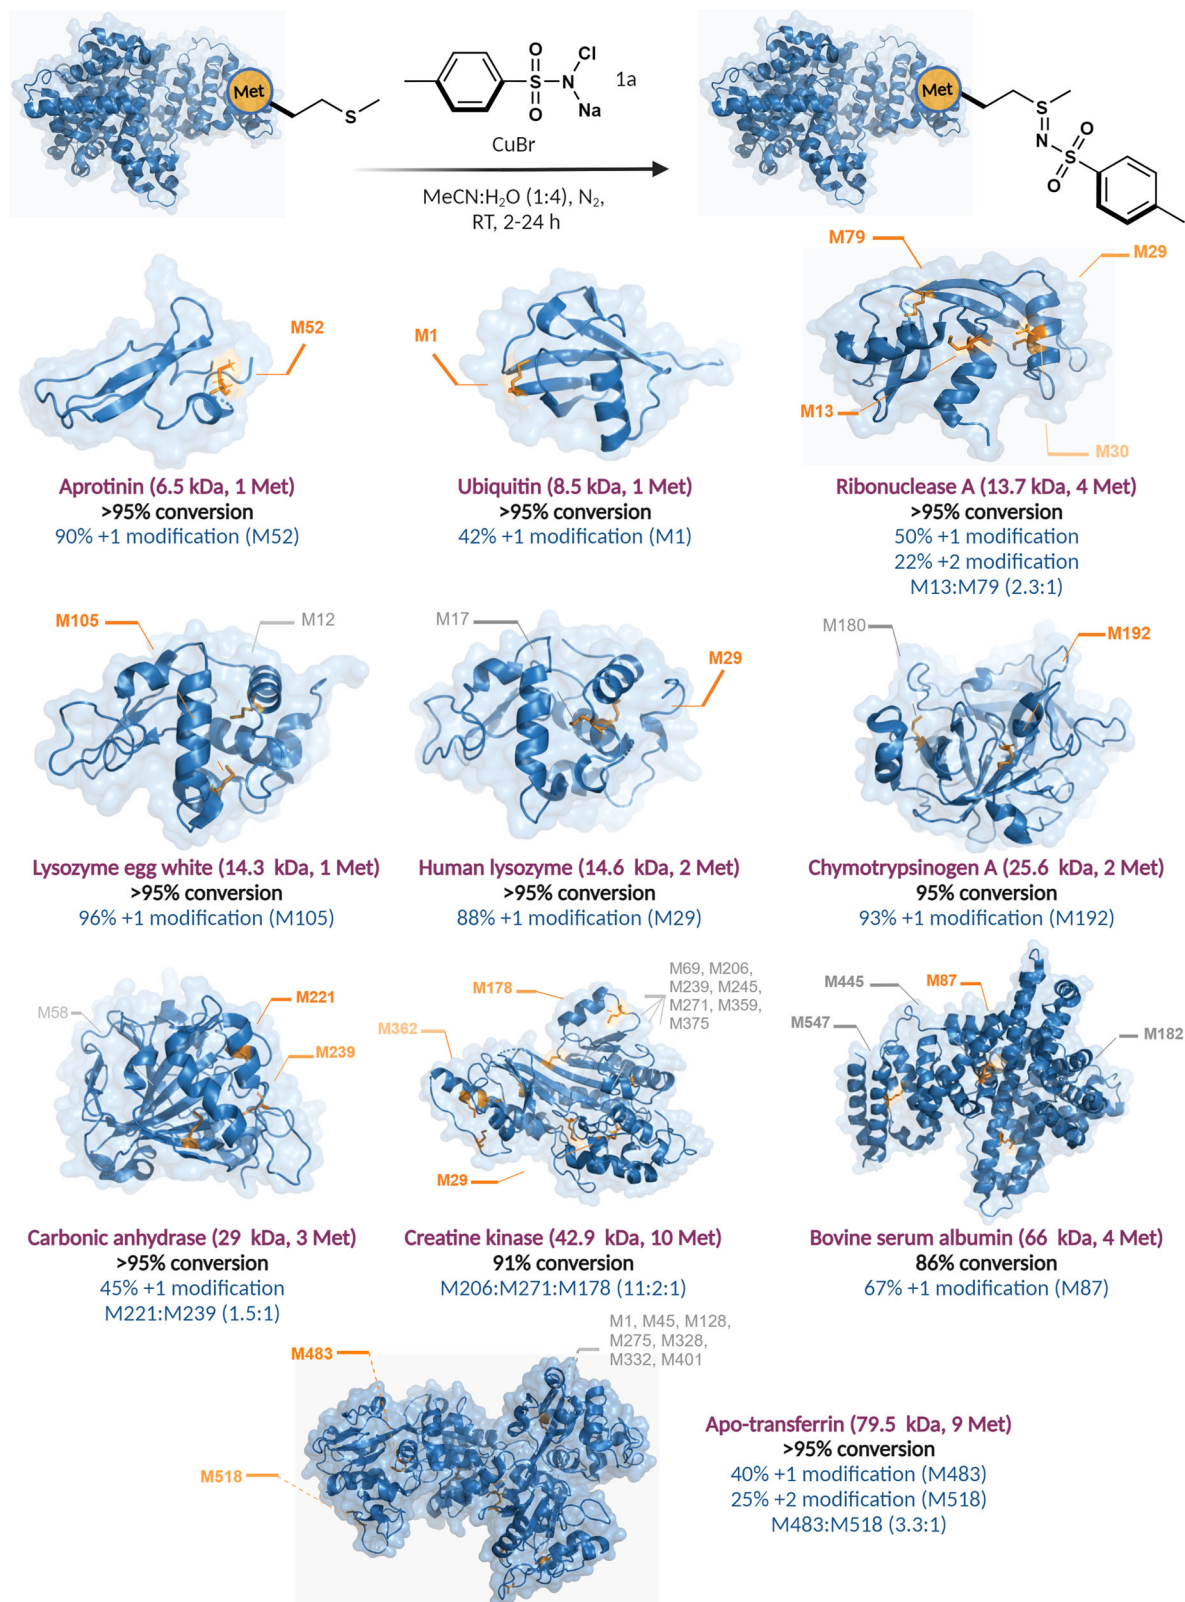 Met
S
O
S
O
Cl
N
Na
1a
CuBr
MeCN:H₂O (1:4), N₂,
RT, 2-24 h
Met
S
N
O
S
O
M52
Aprotinin (6.5 kDa, 1 Met)
>95% conversion
90% +1 modification (M52)
M1
Ubiquitin (8.5 kDa, 1 Met)
>95% conversion
42% +1 modification (M1)
M79
M29
M13
M30
Ribonuclease A (13.7 kDa, 4 Met)
>95% conversion
50% +1 modification
22% +2 modification
M13:M79 (2.3:1)
M105
M12
Lysozyme egg white (14.3 kDa, 1 Met)
>95% conversion
96% +1 modification (M105)
M17
M29
Human lysozyme (14.6 kDa, 2 Met)
>95% conversion
88% +1 modification (M29)
M180
M192
Chymotrypsinogen A (25.6 kDa, 2 Met)
95% conversion
93% +1 modification (M192)
M58
M221
M239
Carbonic anhydrase (29 kDa, 3 Met)
>95% conversion
45% +1 modification
M221:M239 (1.5:1)
M178
M69, M206,
M239, M245,
M271, M359,
M375
M362
M29
Creatine kinase (42.9 kDa, 10 Met)
91% conversion
M206:M271:M178 (11:2:1)
M445
M87
M547
M182
Bovine serum albumin (66 kDa, 4 Met)
86% conversion
67% +1 modification (M87)
M483
M1, M45, M128,
M275, M328,
M332, M401
M518
Apo-transferrin (79.5 kDa, 9 Met)
>95% conversion
40% +1 modification (M483)
25% +2 modification (M518)
M483:M518 (3.3:1)